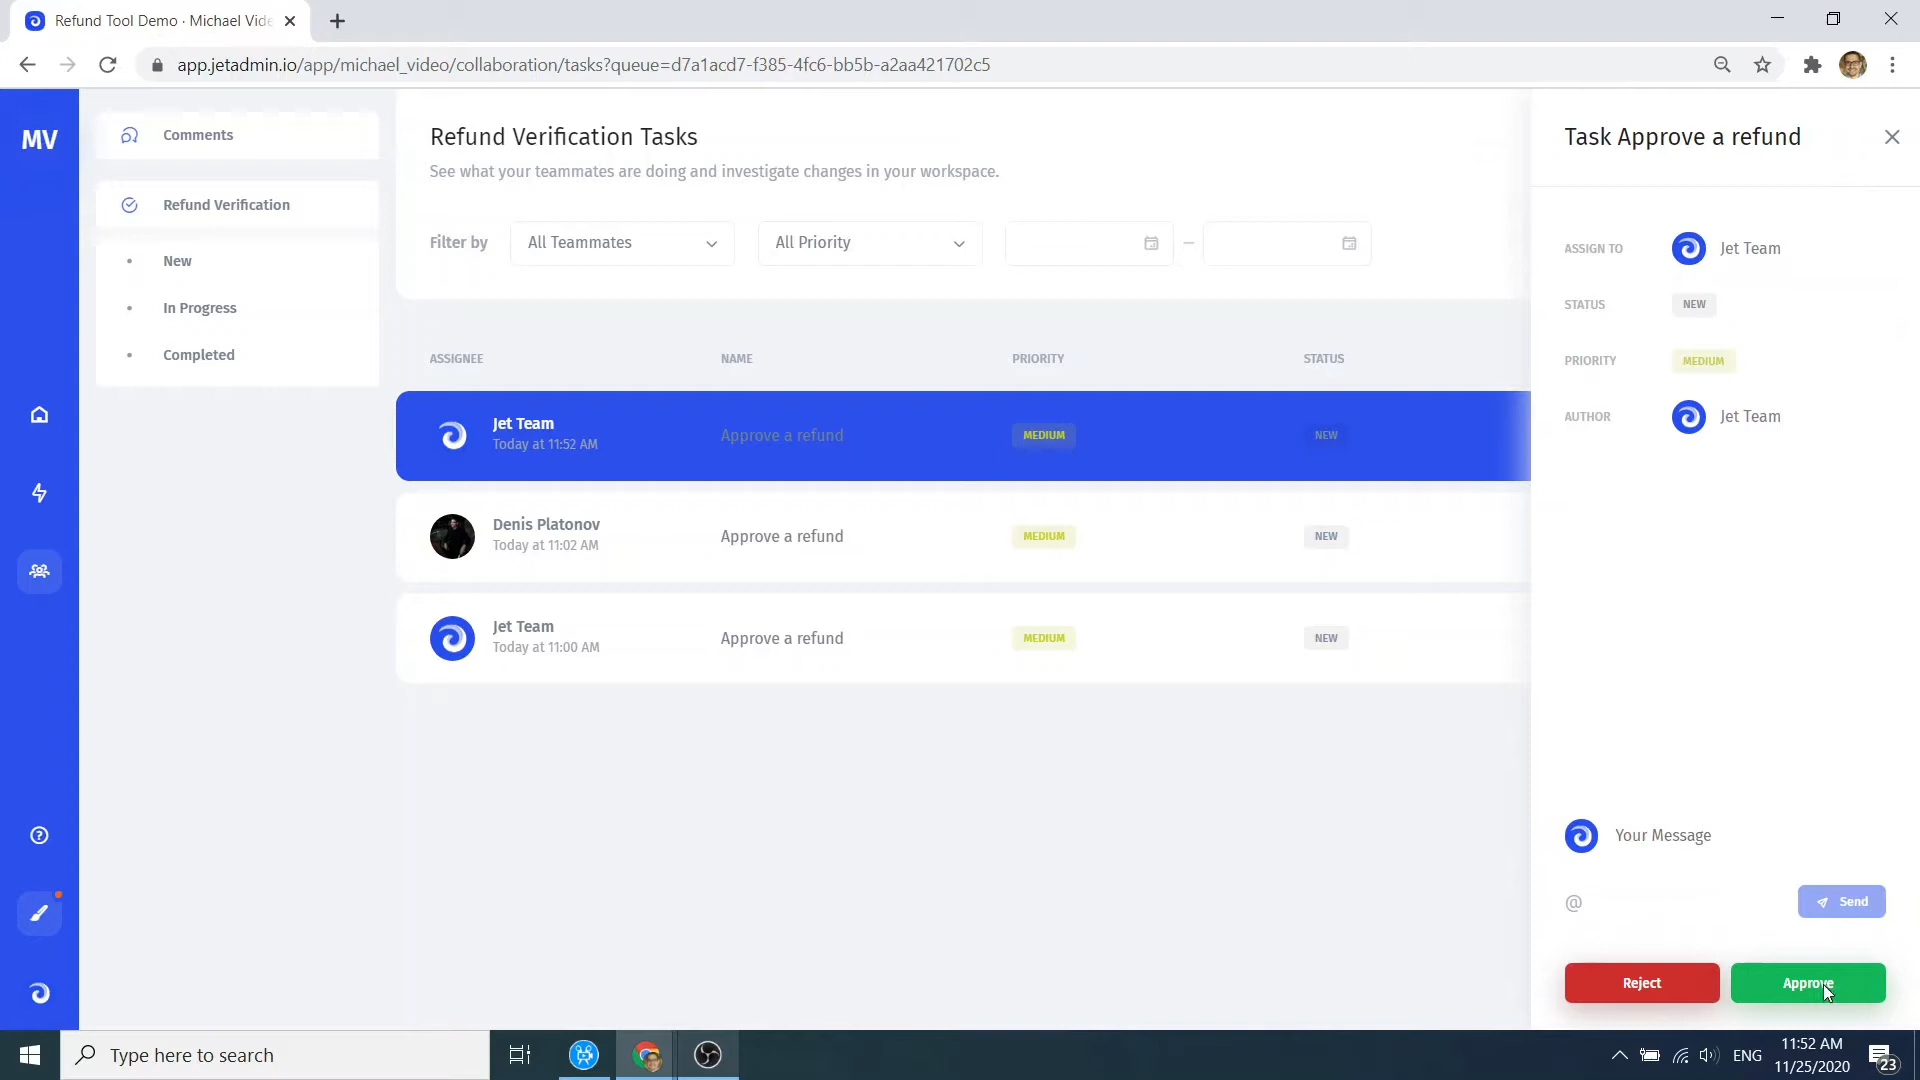 Refund Tool Demo · Michael Vide
app.jetadmin.io/app/michael_video/collaboration/tasks?queue=d7a1acd7-f385-4fc6-bb5b-a2aa421702c5
MV
Comments
Refund Verification
New
In Progress
Completed
Refund Verification Tasks
See what your teammates are doing and investigate changes in your workspace.
Filter by
All Teammates
All Priority
ASSIGNEE NAME PRIORITY STATUS
Jet Team
Today at 11:52 AM
Approve a refund
MEDIUM
NEW
Denis Platonov
Today at 11:02 AM
Approve a refund
MEDIUM
NEW
Jet Team
Today at 11:00 AM
Approve a refund
MEDIUM
NEW
Task Approve a refund
ASSIGN TO Jet Team
STATUS NEW
PRIORITY MEDIUM
AUTHOR Jet Team
Your Message
@
Send
Reject
Approve
Type here to search
ENG
11:52 AM
11/25/2020
23